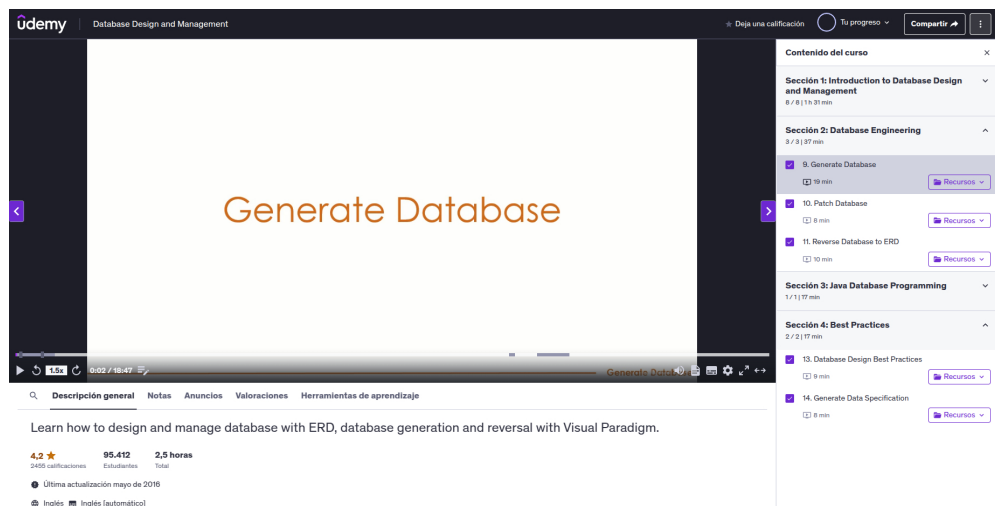 ûdemy
Database Design and Management
Deja una calificación
Tu progreso
Compartir
Generate Database
1.5x
0:02 / 18:47
Generate Databa
Contenido del curso
Sección 1: Introduction to Database Design and Management
8 / 8 | 1 h 31 min
Sección 2: Database Engineering
3 / 3 | 37 min
9. Generate Database
19 min
Recursos
10. Patch Database
8 min
Recursos
11. Reverse Database to ERD
10 min
Recursos
Sección 3: Java Database Programming
1 / 1 | 17 min
Sección 4: Best Practices
2 / 2 | 17 min
13. Database Design Best Practices
9 min
Recursos
14. Generate Data Specification
8 min
Recursos
Descripción general Notas Anuncios Valoraciones Herramientas de aprendizaje
Learn how to design and manage database with ERD, database generation and reversal with Visual Paradigm.
4,2 95.412 2,5 horas
2455 calificaciones Estudiantes Total
Última actualización mayo de 2016
Inglés Inglés [automático]